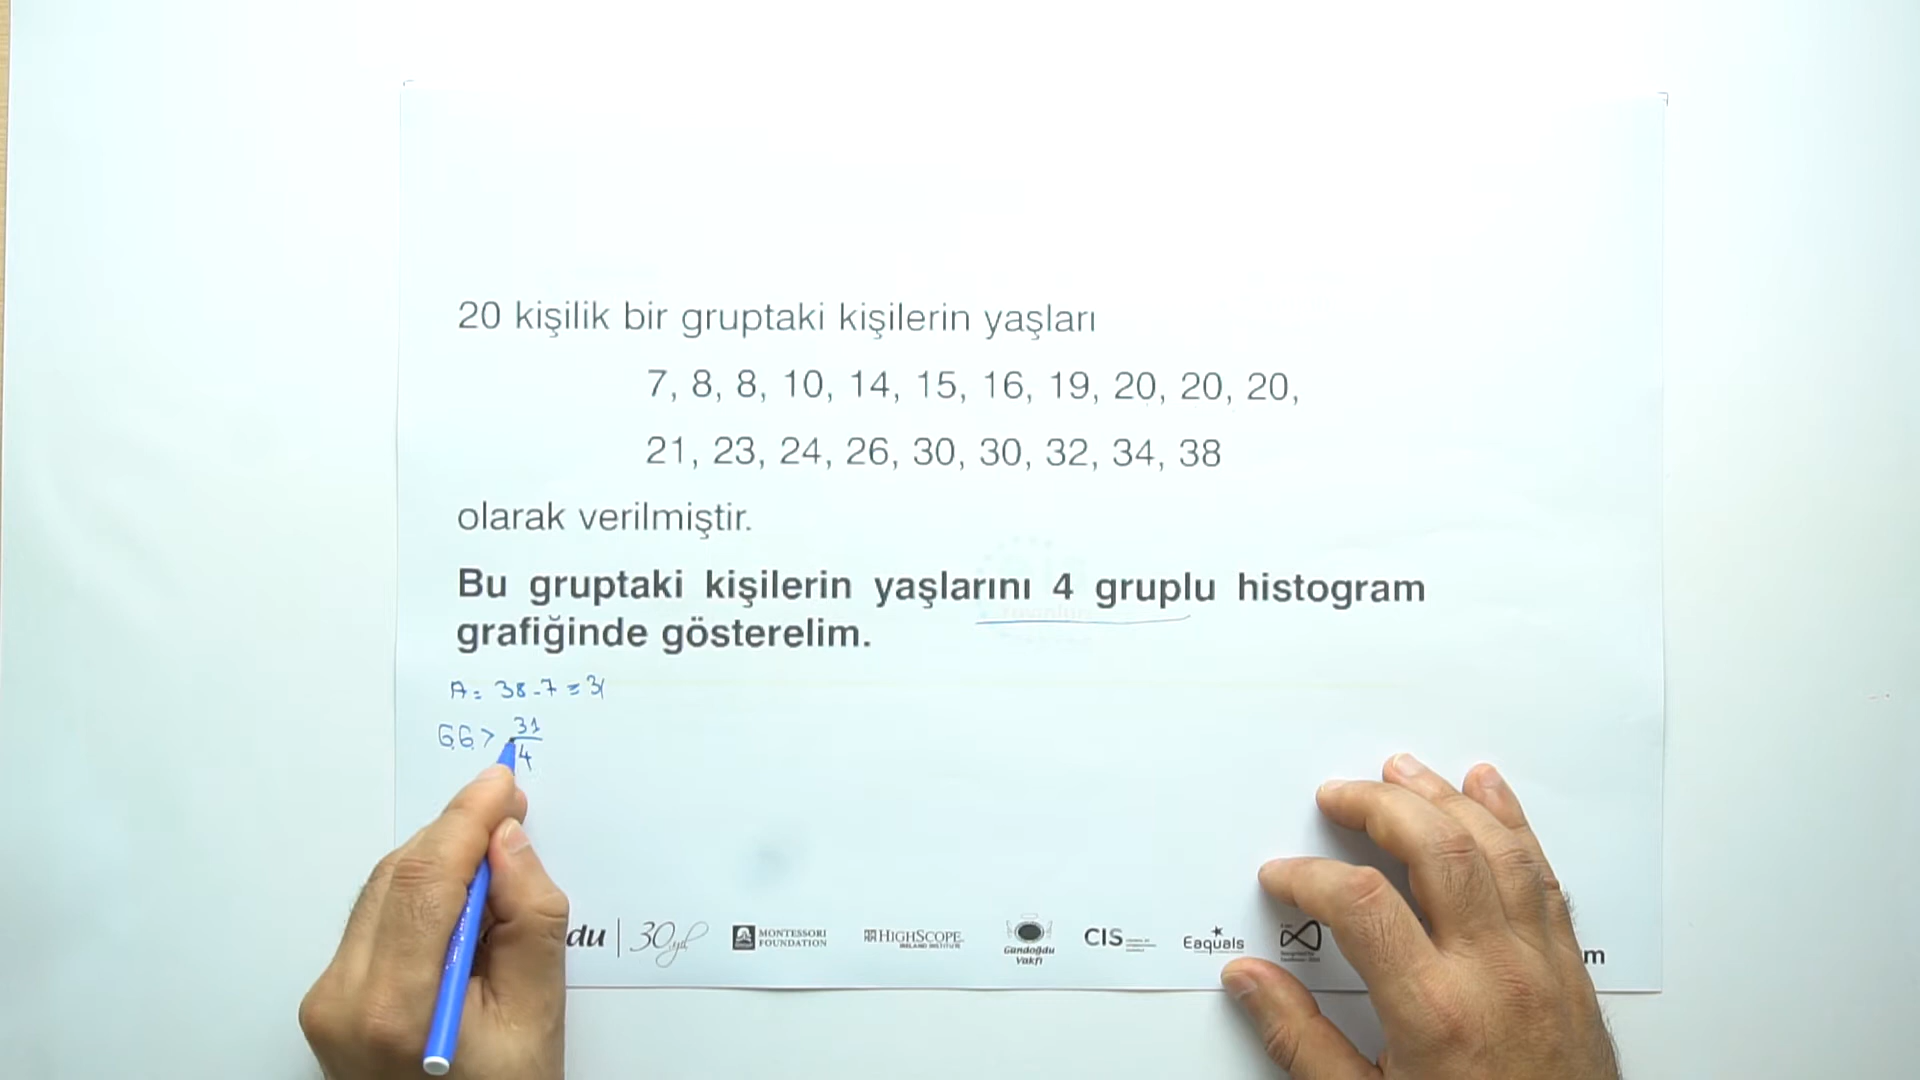 20 kişilik bir gruptaki kişilerin yaşları
7, 8, 8, 10, 14, 15, 16, 19, 20, 20, 20,
21, 23, 24, 26, 30, 30, 32, 34, 38
olarak verilmiştir.
Bu gruptaki kişilerin yaşlarını 4 gruplu histogram
grafiğinde gösterelim.
A = 38 - 7 = 31
G.G. > 31
4
du 30.yıl MONTESSORI FOUNDATION HIGHSCOPE CIS Eaquals
Gündoğdu
Vakfı
m